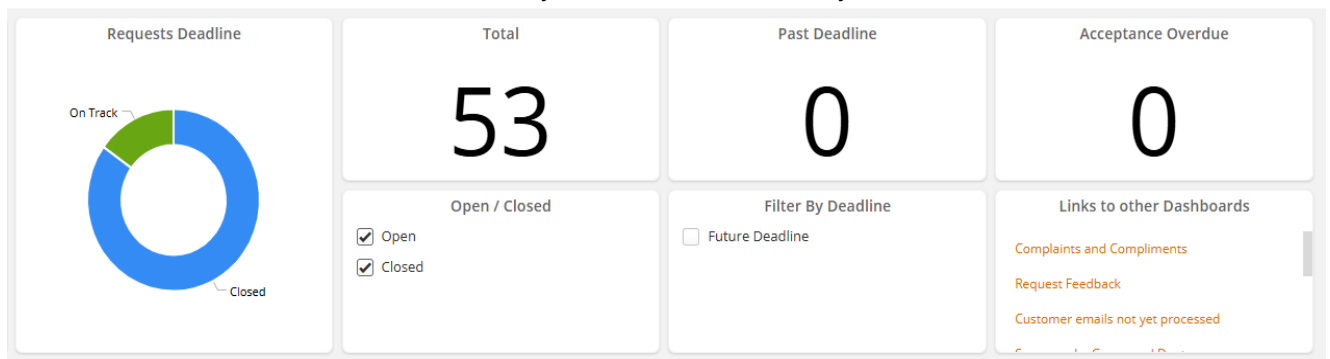 Requests Deadline
On Track
Closed
Total
53
Past Deadline
0
Acceptance Overdue
0
Open / Closed
Open
Closed
Filter By Deadline
Future Deadline
Links to other Dashboards
Complaints and Compliments
Request Feedback
Customer emails not yet processed